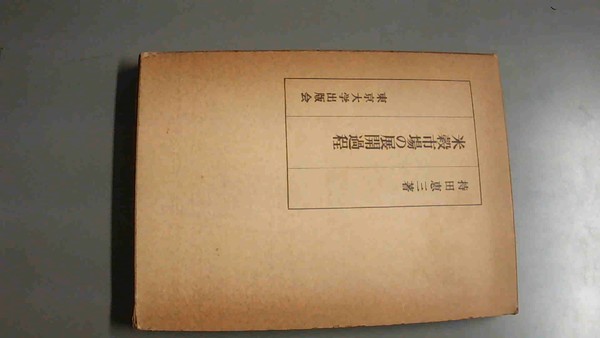 持田恵三著
米穀市場の展開過程
東京大学出版会